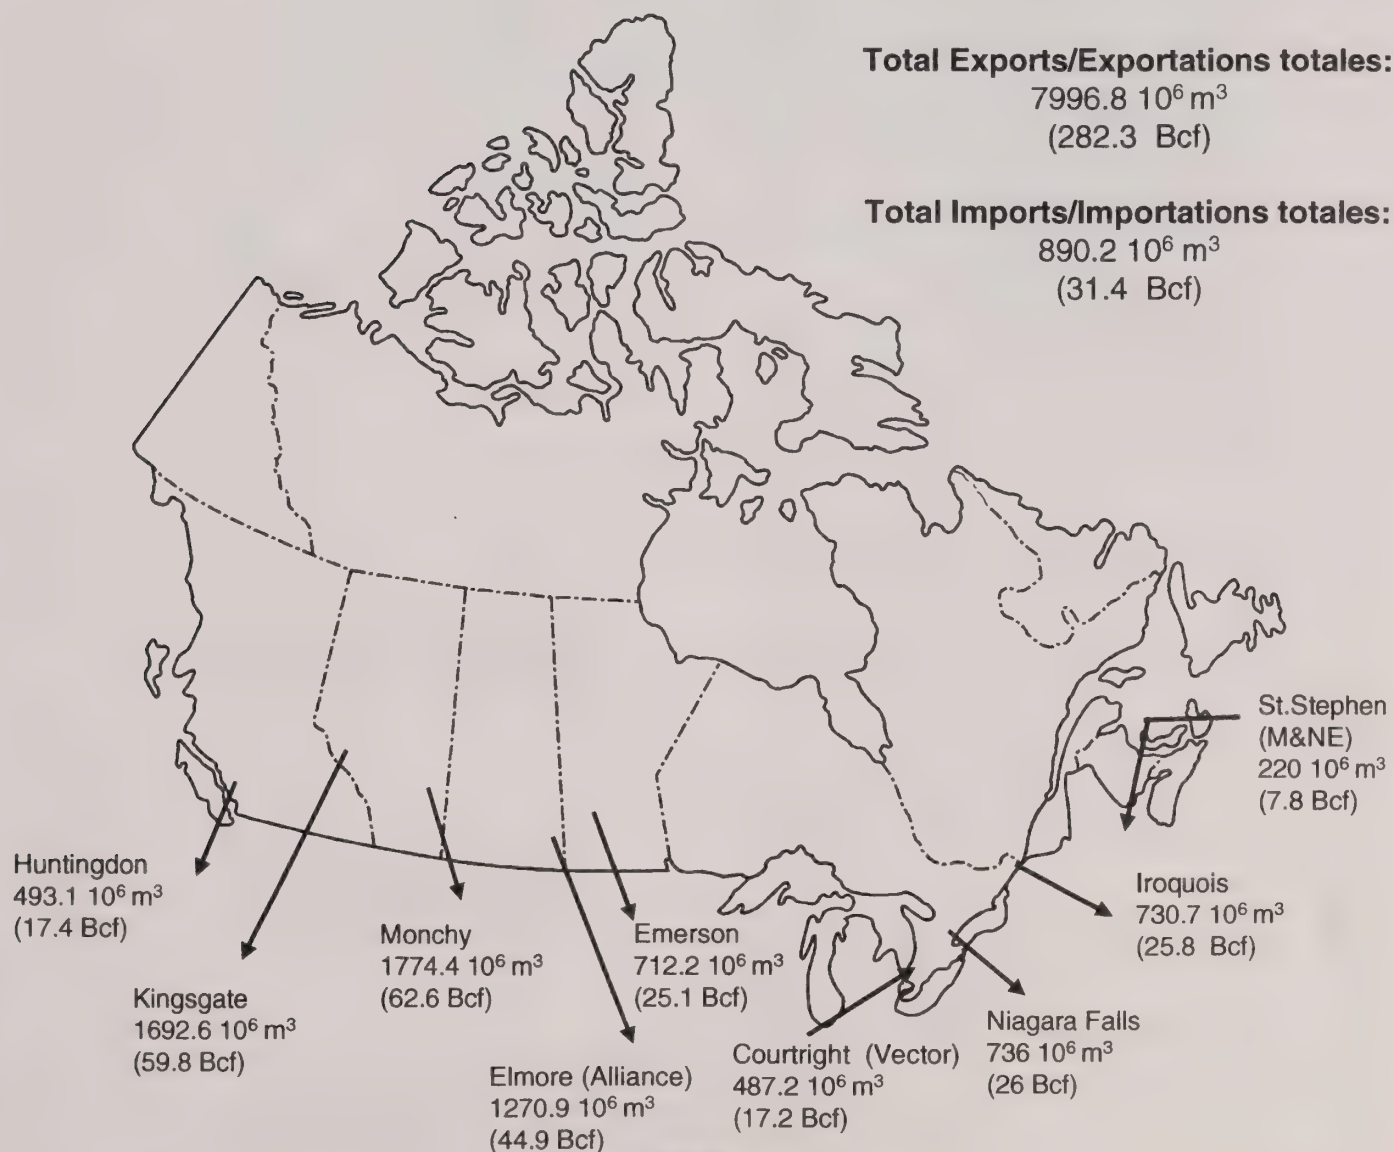 Total Exports/Exportations totales:
7996.8 10⁶ m³
(282.3 Bcf)
Total Imports/Importations totales:
890.2 10⁶ m³
(31.4 Bcf)
St.Stephen
(M&NE)
220 10⁶ m³
(7.8 Bcf)
Huntingdon
493.1 10⁶ m³
(17.4 Bcf)
Kingsgate
1692.6 10⁶ m³
(59.8 Bcf)
Monchy
1774.4 10⁶ m³
(62.6 Bcf)
Elmore (Alliance)
1270.9 10⁶ m³
(44.9 Bcf)
Emerson
712.2 10⁶ m³
(25.1 Bcf)
Courtright (Vector)
487.2 10⁶ m³
(17.2 Bcf)
Niagara Falls
736 10⁶ m³
(26 Bcf)
Iroquois
730.7 10⁶ m³
(25.8 Bcf)